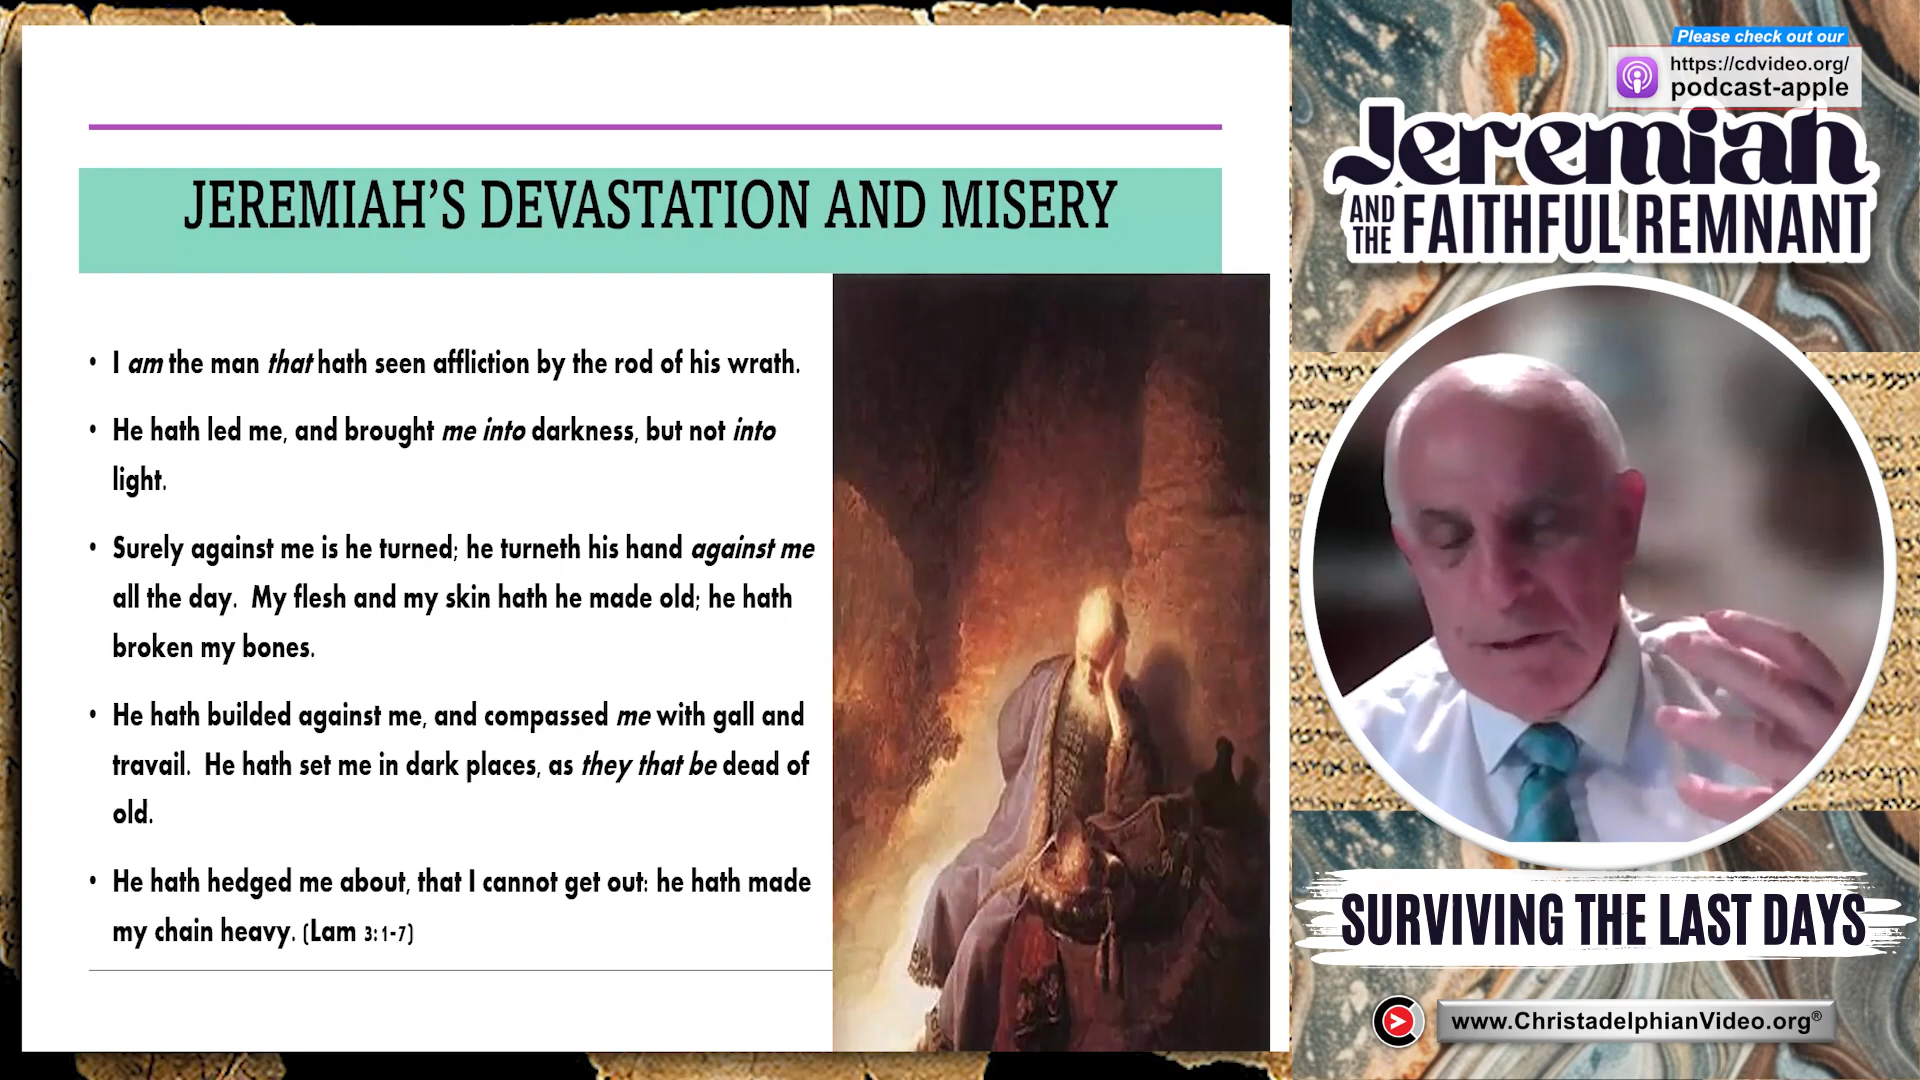 JEREMIAH’S DEVASTATION AND MISERY
• I am the man that hath seen affliction by the rod of his wrath.
• He hath led me, and brought me into darkness, but not into
light.
• Surely against me is he turned; he turneth his hand against me
all the day. My flesh and my skin hath he made old; he hath
broken my bones.
• He hath builded against me, and compassed me with gall and
travail. He hath set me in dark places, as they that be dead of
old.
• He hath hedged me about, that I cannot get out: he hath made
my chain heavy. (Lam 3:1-7)
Please check out our
https://cdvideo.org/
podcast-apple
Jeremiah
AND THE FAITHFUL REMNANT
SURVIVING THE LAST DAYS
www.ChristadelphianVideo.org®